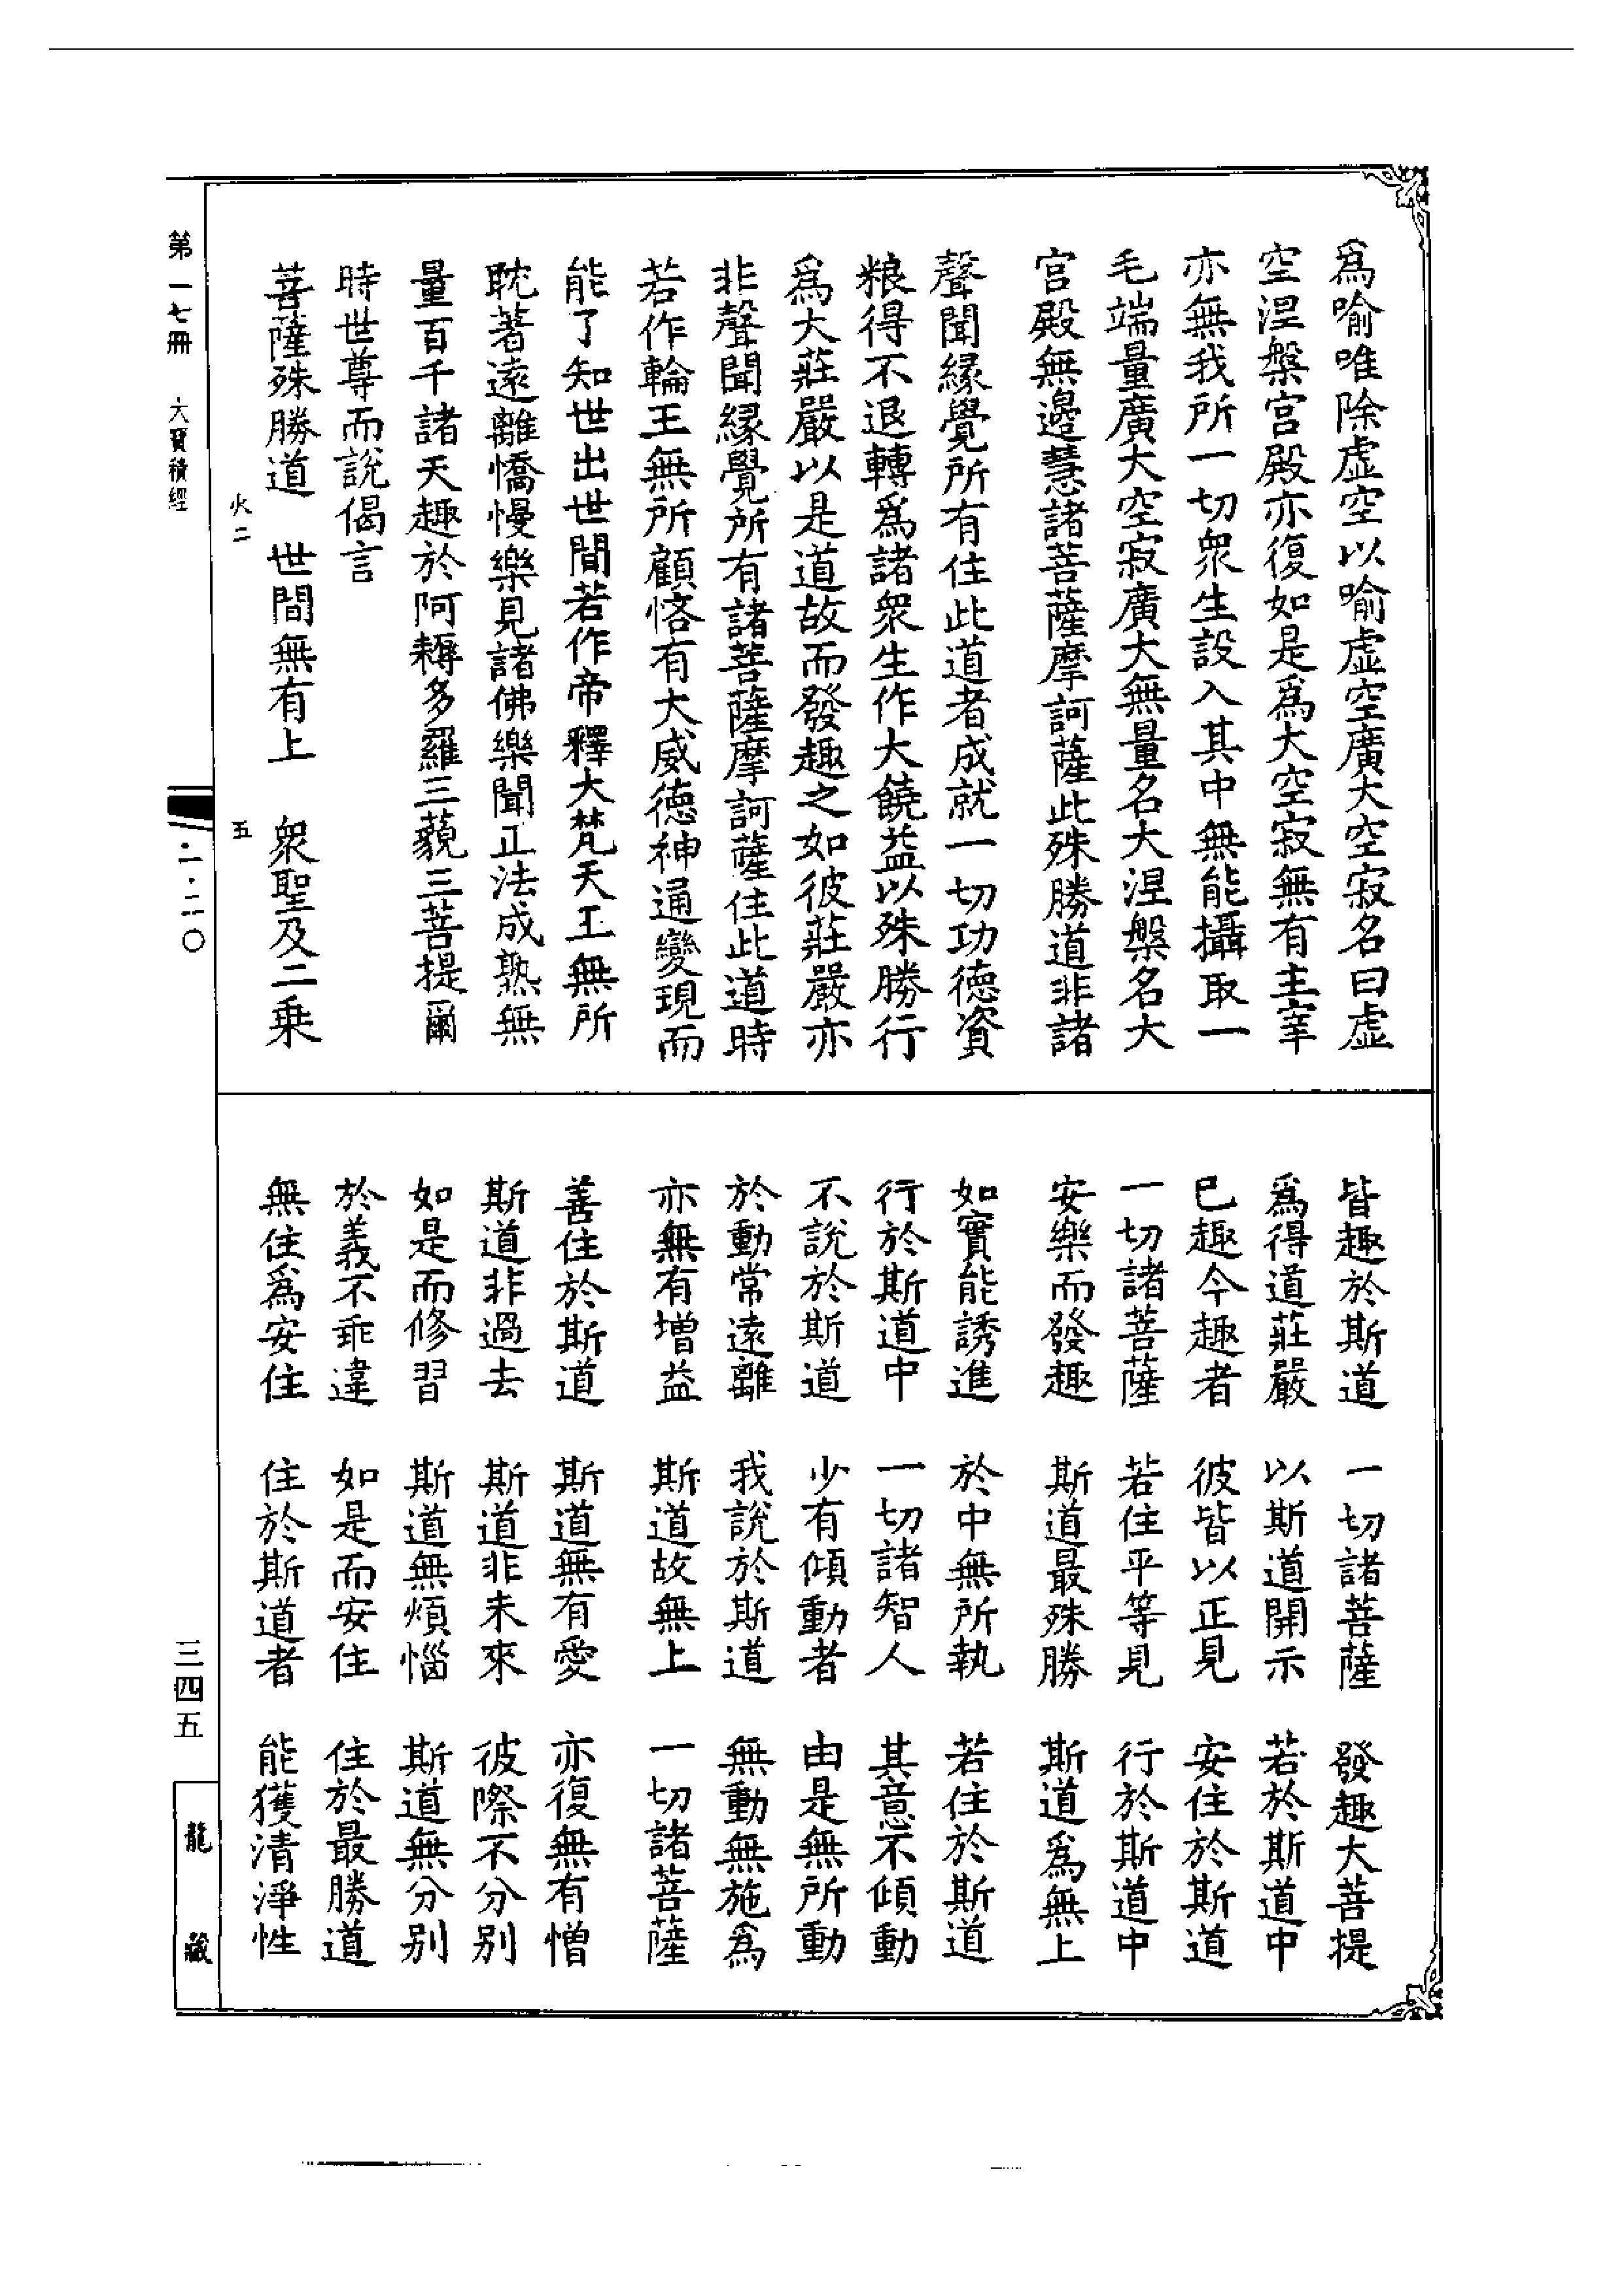 爲喻唯除虛空以喻虛空廣大空寂名曰虛
空涅槃宮殿亦復如是爲大空寂無有主宰
亦無我所一切衆生設入其中無能攝取一
毛端量廣大空寂廣大無量名大涅槃名大
宮殿無邊慧諸菩薩摩訶薩此殊勝道非諸
聲聞緣覺所有住此道者成就一切功德資
粮得不退轉爲諸衆生作大饒益以殊勝行
爲大莊嚴以是道故而發趣之如彼莊嚴亦
非聲聞緣覺所有諸菩薩摩訶薩住此道時
若作輪王無所顧悋有大威德神通變現而
能了知世出世間若作帝釋大梵天王無所
耽著遠離憍慢樂見諸佛樂聞正法成熟無
量百千諸天趣於阿耨多羅三藐三菩提爾
時世尊而說偈言
菩薩殊勝道　世間無有上　衆聖及二乘
皆趣於斯道　一切諸菩薩　發趣大菩提
爲得道莊嚴　以斯道開示　若於斯道中
已趣今趣者　彼皆以正見　安住於斯道
一切諸菩薩　若住平等見　行於斯道中
安樂而發趣　斯道最殊勝　斯道爲無上
如實能誘進　於中無所執　若住於斯道
行於斯道中　一切諸智人　其意不傾動
不說於斯道　少有傾動者　由是無所動
於動常遠離　我說於斯道　無動無施爲
亦無有增益　斯道故無上　一切諸菩薩
善住於斯道　斯道無有愛　亦復無有憎
斯道非過去　斯道非未來　彼際不分別
如是而修習　斯道無煩惱　斯道無分別
於義不乖違　如是而安住　住於最勝道
無住爲安住　住於斯道者　能獲清淨性
第一七冊　大寶積經
火二　五
一・二〇
三四五
龍藏